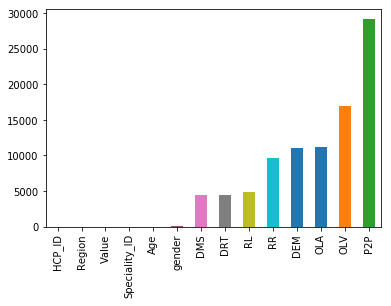 30000
25000
20000
15000
10000
5000
0
HCP_ID
Region
Value
Speciality_ID
Age
gender
DMS
DRT
RL
RR
DEM
OLA
OLV
P2P